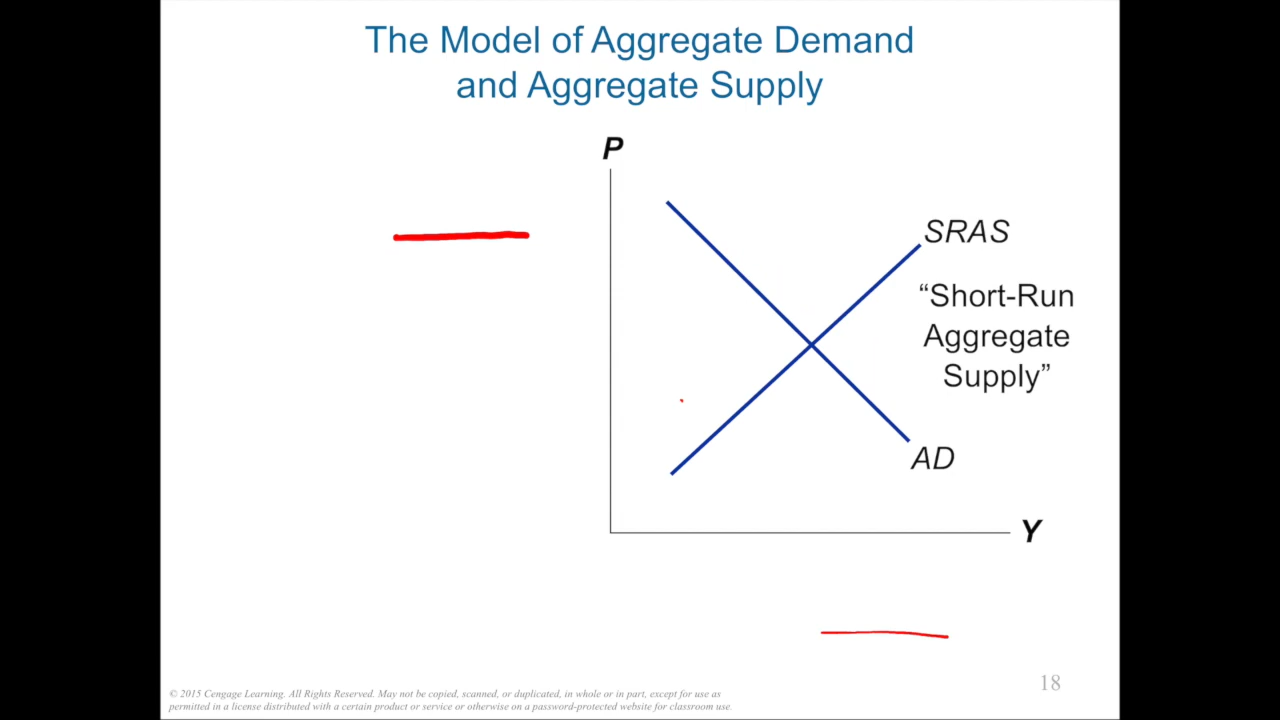 The Model of Aggregate Demand
and Aggregate Supply
P
SRAS
“Short-Run
Aggregate
Supply”
AD
Y
18
© 2015 Cengage Learning. All Rights Reserved. May not be copied, scanned, or duplicated, in whole or in part, except for use as
permitted in a license distributed with a certain product or service or otherwise on a password-protected website for classroom use.